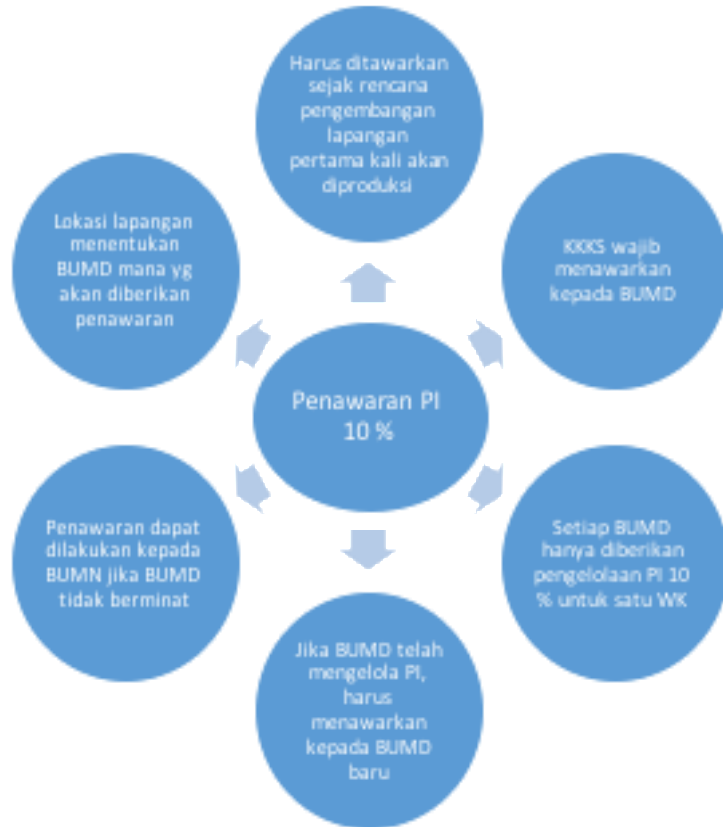 Harus ditawarkan
sejak rencana
pengembangan
lapangan
pertama kali akan
diproduksi
KKKS wajib
menawarkan
kepada BUMD
Setiap BUMD
hanya diberikan
pengelolaan PI 10
% untuk satu WK
Jika BUMD telah
mengelola PI,
harus
menawarkan
kepada BUMD
baru
Penawaran dapat
dilakukan kepada
BUMN jika BUMD
tidak berminat
Lokasi lapangan
menentukan
BUMD mana yg
akan diberikan
penawaran
Penawaran PI
10 %